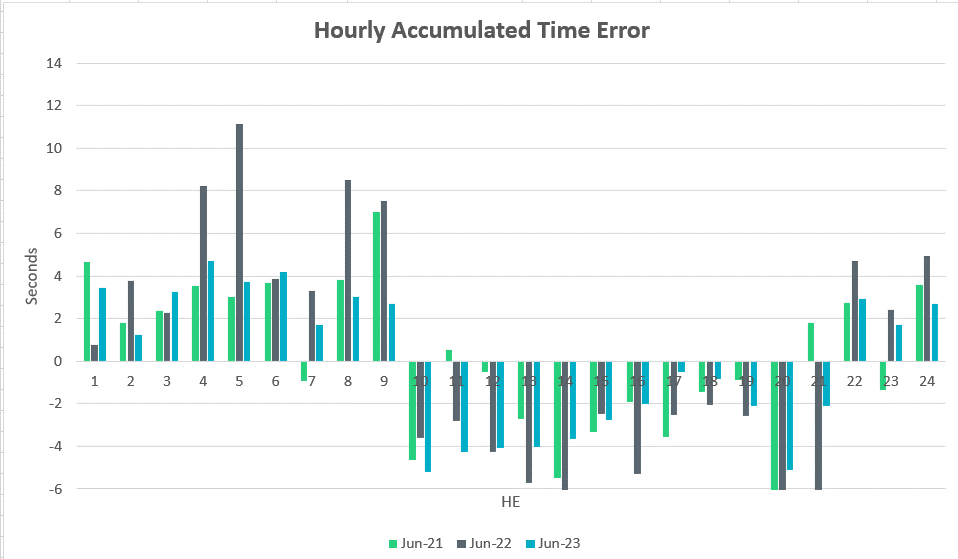 Hourly Accumulated Time Error
14
12
10
8
6
4
2
0
-2
-4
-6
Seconds
1 2 3 4 5 6 7 8 9 10 11 12 13 14 15 16 17 18 19 20 21 22 23 24
HE
Jun-21 Jun-22 Jun-23